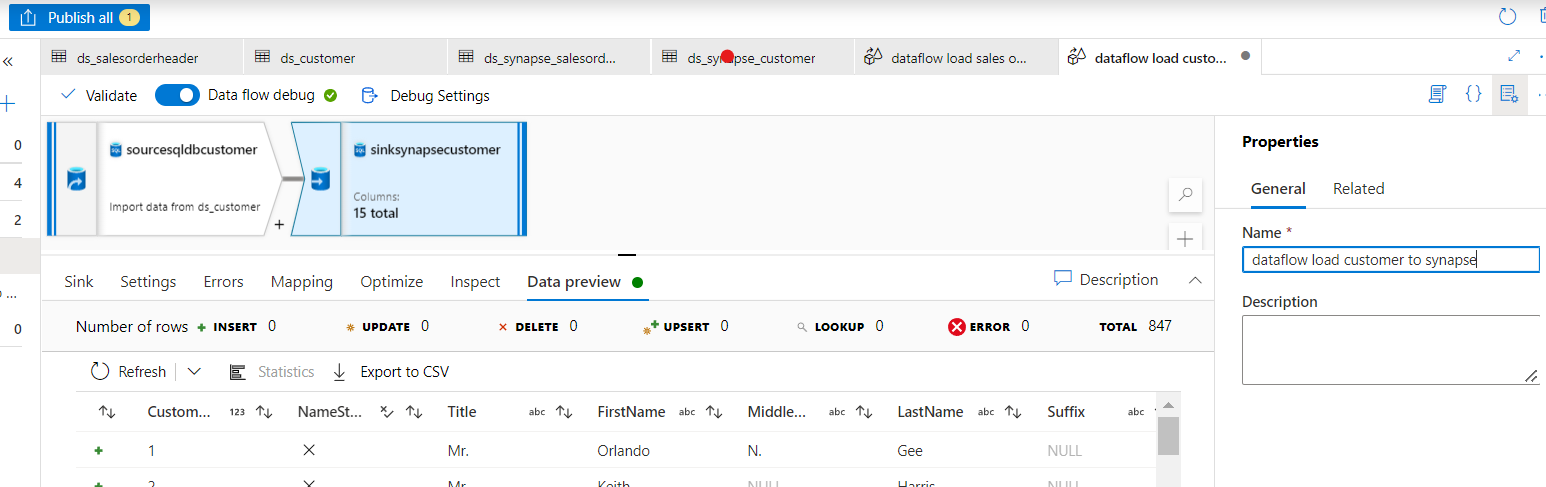 Publish all 1
«
ds_salesorderheader ds_customer ds_synapse_salesord... ds_synapse_customer dataflow load sales o... dataflow load custo...
Validate Data flow debug Debug Settings {}
0
4
2
o ...
0
sourcesqldbcustomer
Import data from ds_customer
+
SQL sinksynapsecustomer
Columns:
15 total
Properties
General Related
Name *
dataflow load customer to synapse
Description
Sink Settings Errors Mapping Optimize Inspect Data preview Description
Number of rows + INSERT 0 UPDATE 0 DELETE 0 UPSERT 0 LOOKUP 0 ERROR 0 TOTAL 847
Refresh Statistics Export to CSV
Custom... 123 NameSt... Title abc FirstName abc Middle... abc LastName abc Suffix abc
1 Mr. Orlando N. Gee NULL
2 Mr. Keith NULL Harris NULL